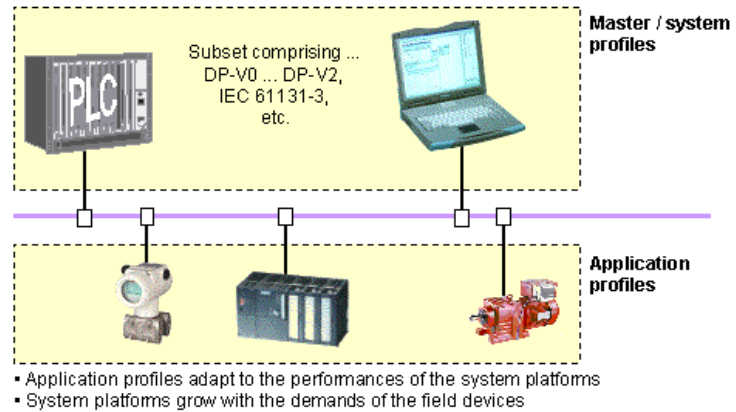 Master / system
profiles
Subset comprising ...
DP-V0 ... DP-V2,
IEC 61131-3,
etc.
PLC
Application
profiles
▪ Application profiles adapt to the performances of the system platforms
▪ System platforms grow with the demands of the field devices